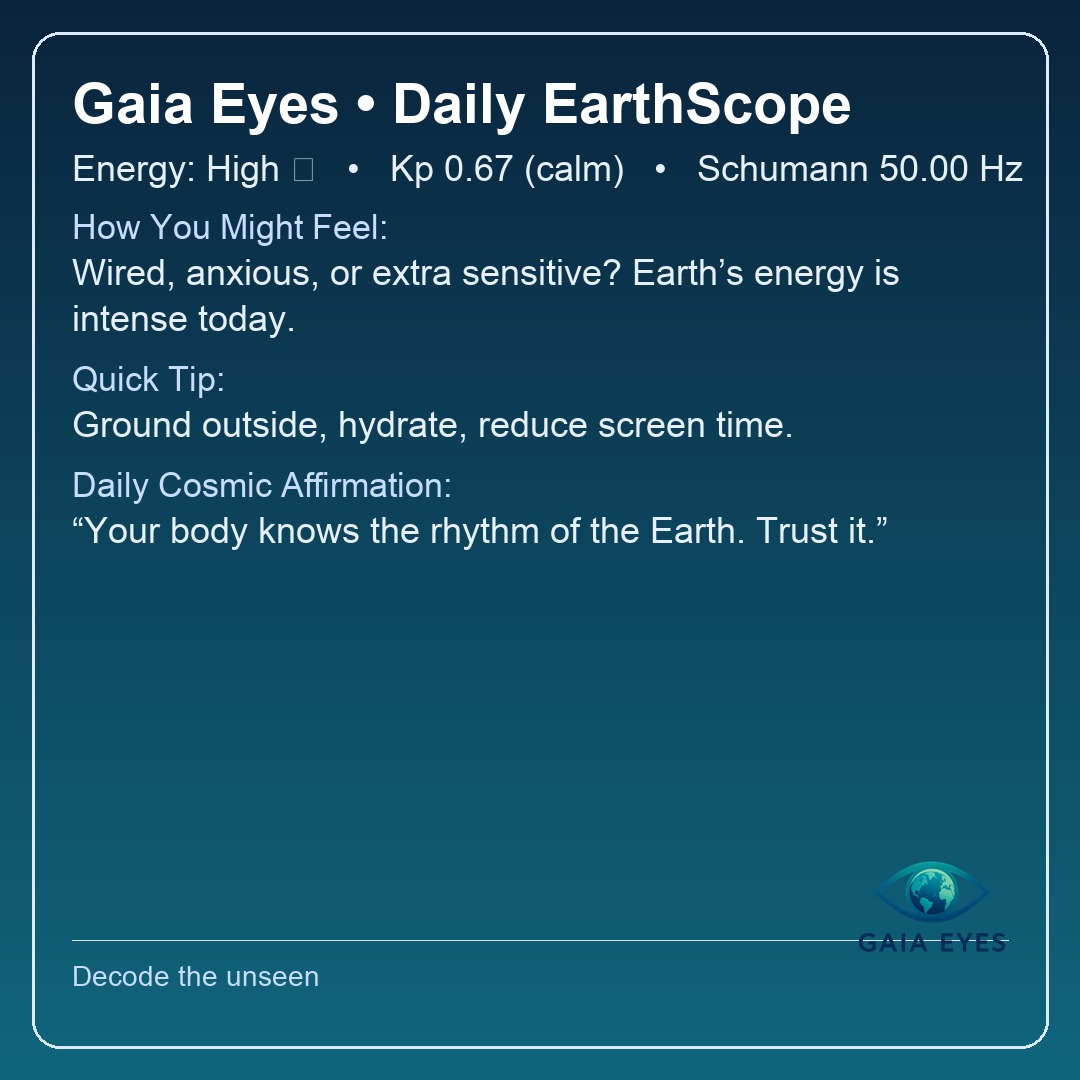 Gaia Eyes • Daily EarthScope
Energy: High □ • Kp 0.67 (calm) • Schumann 50.00 Hz
How You Might Feel:
Wired, anxious, or extra sensitive? Earth’s energy is
intense today.
Quick Tip:
Ground outside, hydrate, reduce screen time.
Daily Cosmic Affirmation:
“Your body knows the rhythm of the Earth. Trust it.”
GAIA EYES
Decode the unseen